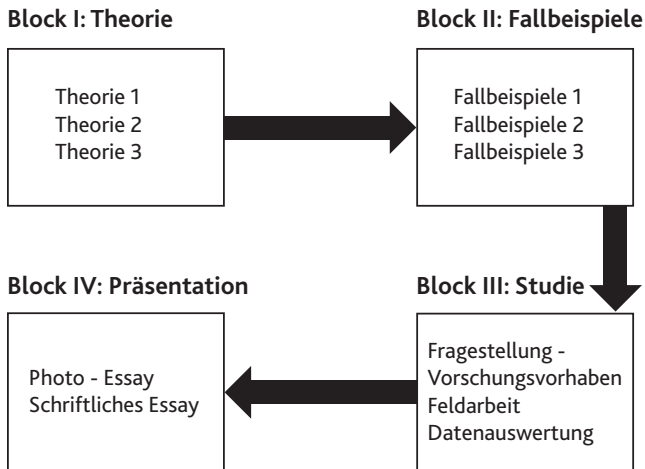 Block I: Theorie
Theorie 1
Theorie 2
Theorie 3
Block II: Fallbeispiele
Fallbeispiele 1
Fallbeispiele 2
Fallbeispiele 3
Block III: Studie
Fragestellung -
Vorschungsvorhaben
Feldarbeit
Datenauswertung
Block IV: Präsentation
Photo - Essay
Schriftliches Essay